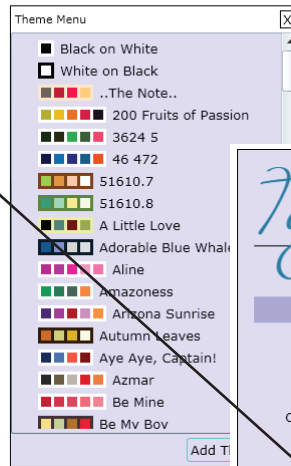 Theme Menu X
Black on White
White on Black
..The Note..
200 Fruits of Passion
3624 5
46 472
51610.7
51610.8
A Little Love
Adorable Blue Whale
Aline
Amazoness
Arizona Sunrise
Autumn Leaves
Aye Aye, Captain!
Azmar
Be Mine
Be My Boy
Add